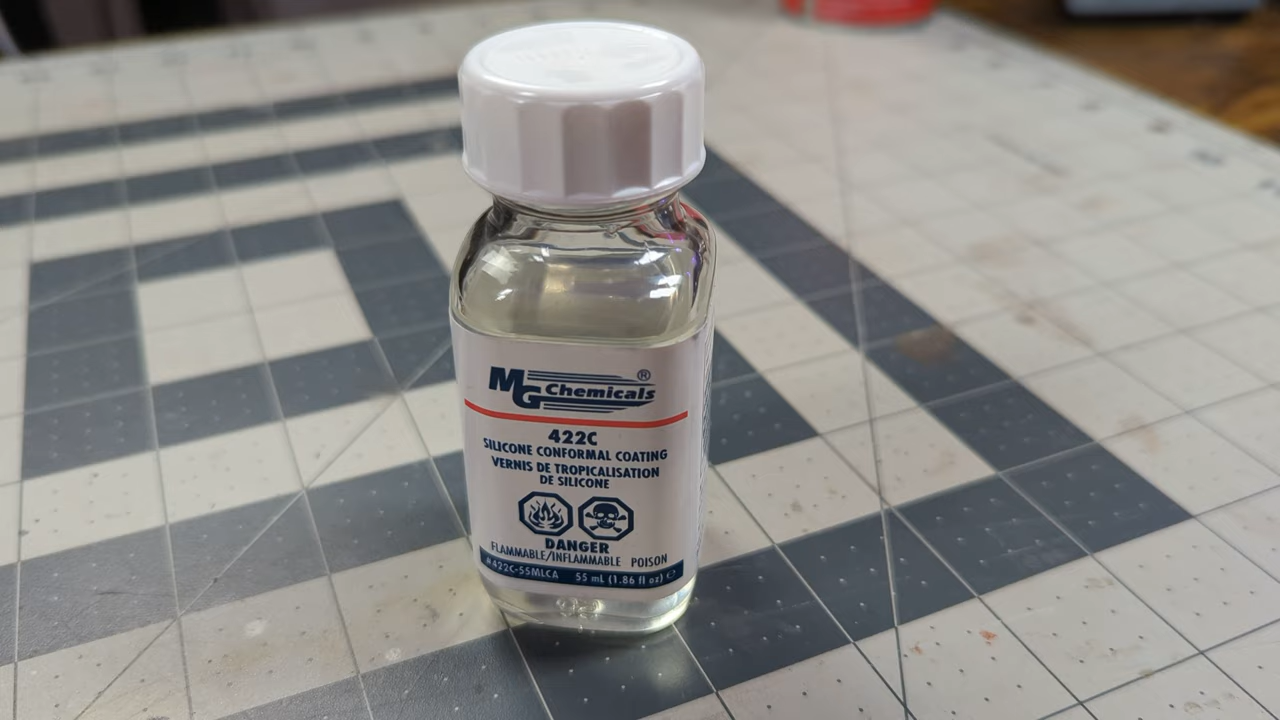 MG Chemicals®
422C
SILICONE CONFORMAL COATING
VERNIS DE TROPICALISATION
DE SILICONE
DANGER
FLAMMABLE/INFLAMMABLE POISON
#422C-55MLCA 55 mL (1.86 fl oz) e